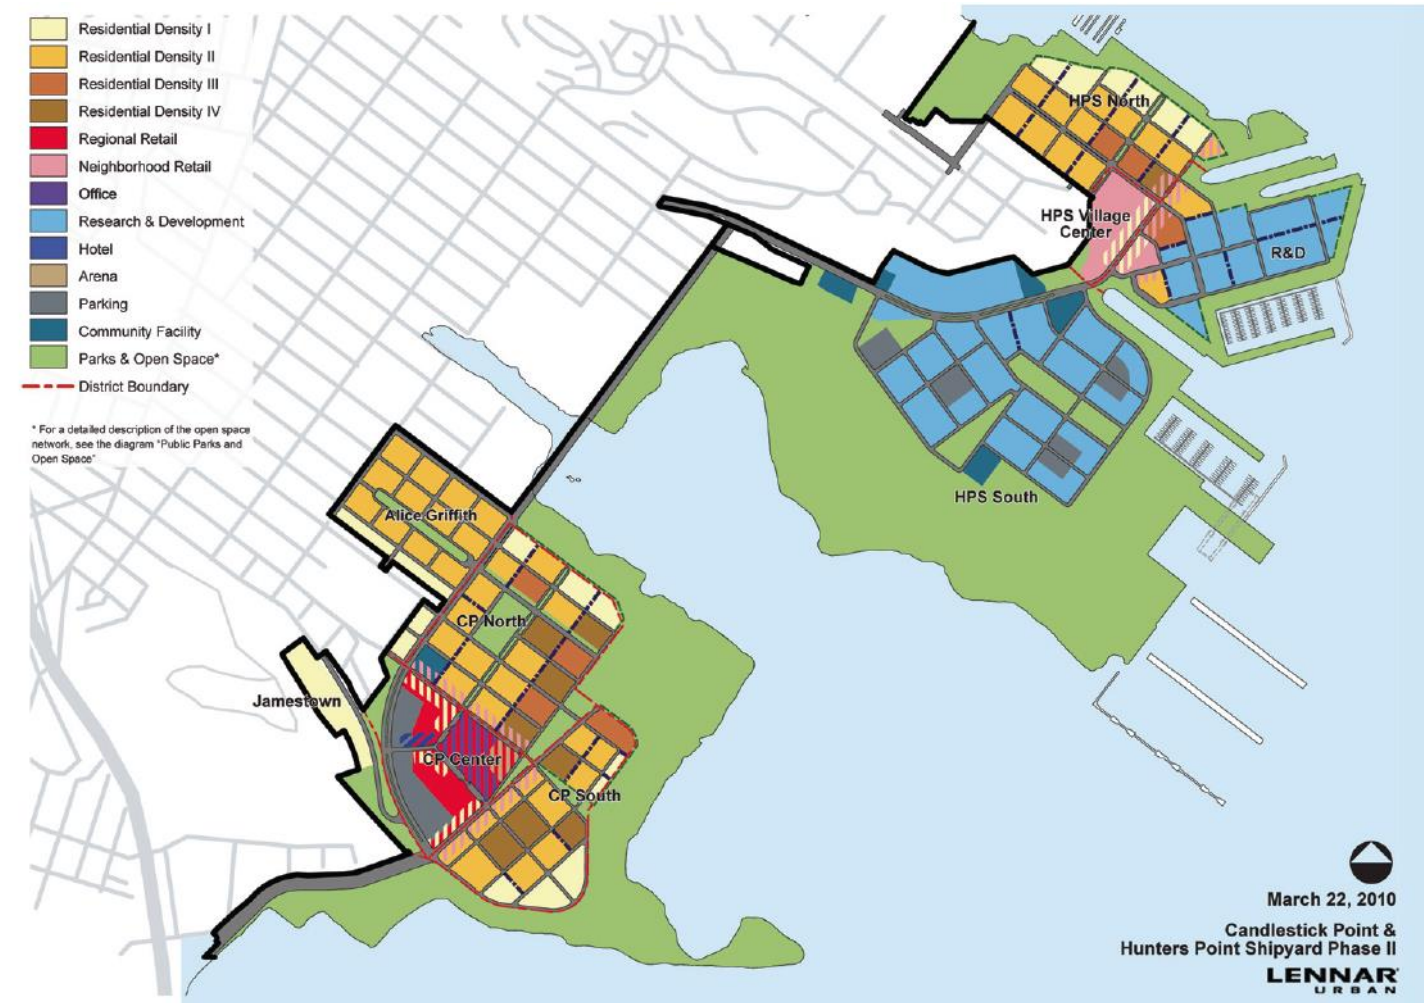 Residential Density I
Residential Density II
Residential Density III
Residential Density IV
Regional Retail
Neighborhood Retail
Office
Research & Development
Hotel
Arena
Parking
Community Facility
Parks & Open Space*
District Boundary
* For a detailed description of the open space
network, see the diagram "Public Parks and
Open Space"
HPS North
HPS Village
Center
R&D
HPS South
Alice Griffith
CP North
Jamestown
CP Center
CP South
March 22, 2010
Candlestick Point &
Hunters Point Shipyard Phase II
LENNAR
URBAN